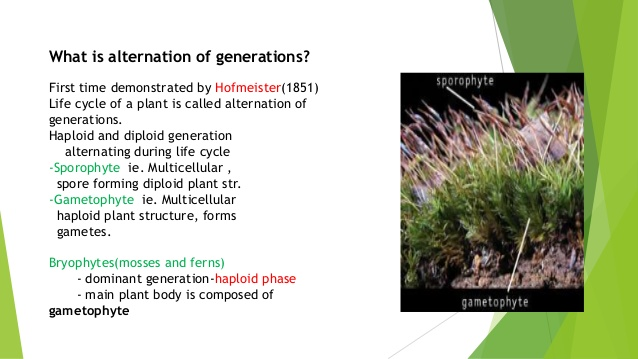 What is alternation of generations?
First time demonstrated by Hofmeister(1851)
Life cycle of a plant is called alternation of
generations.
Haploid and diploid generation
alternating during life cycle
-Sporophyte ie. Multicellular ,
spore forming diploid plant str.
-Gametophyte ie. Multicellular
haploid plant structure, forms
gametes.
Bryophytes(mosses and ferns)
- dominant generation-haploid phase
- main plant body is composed of
gametophyte
sporophyte
gametophyte